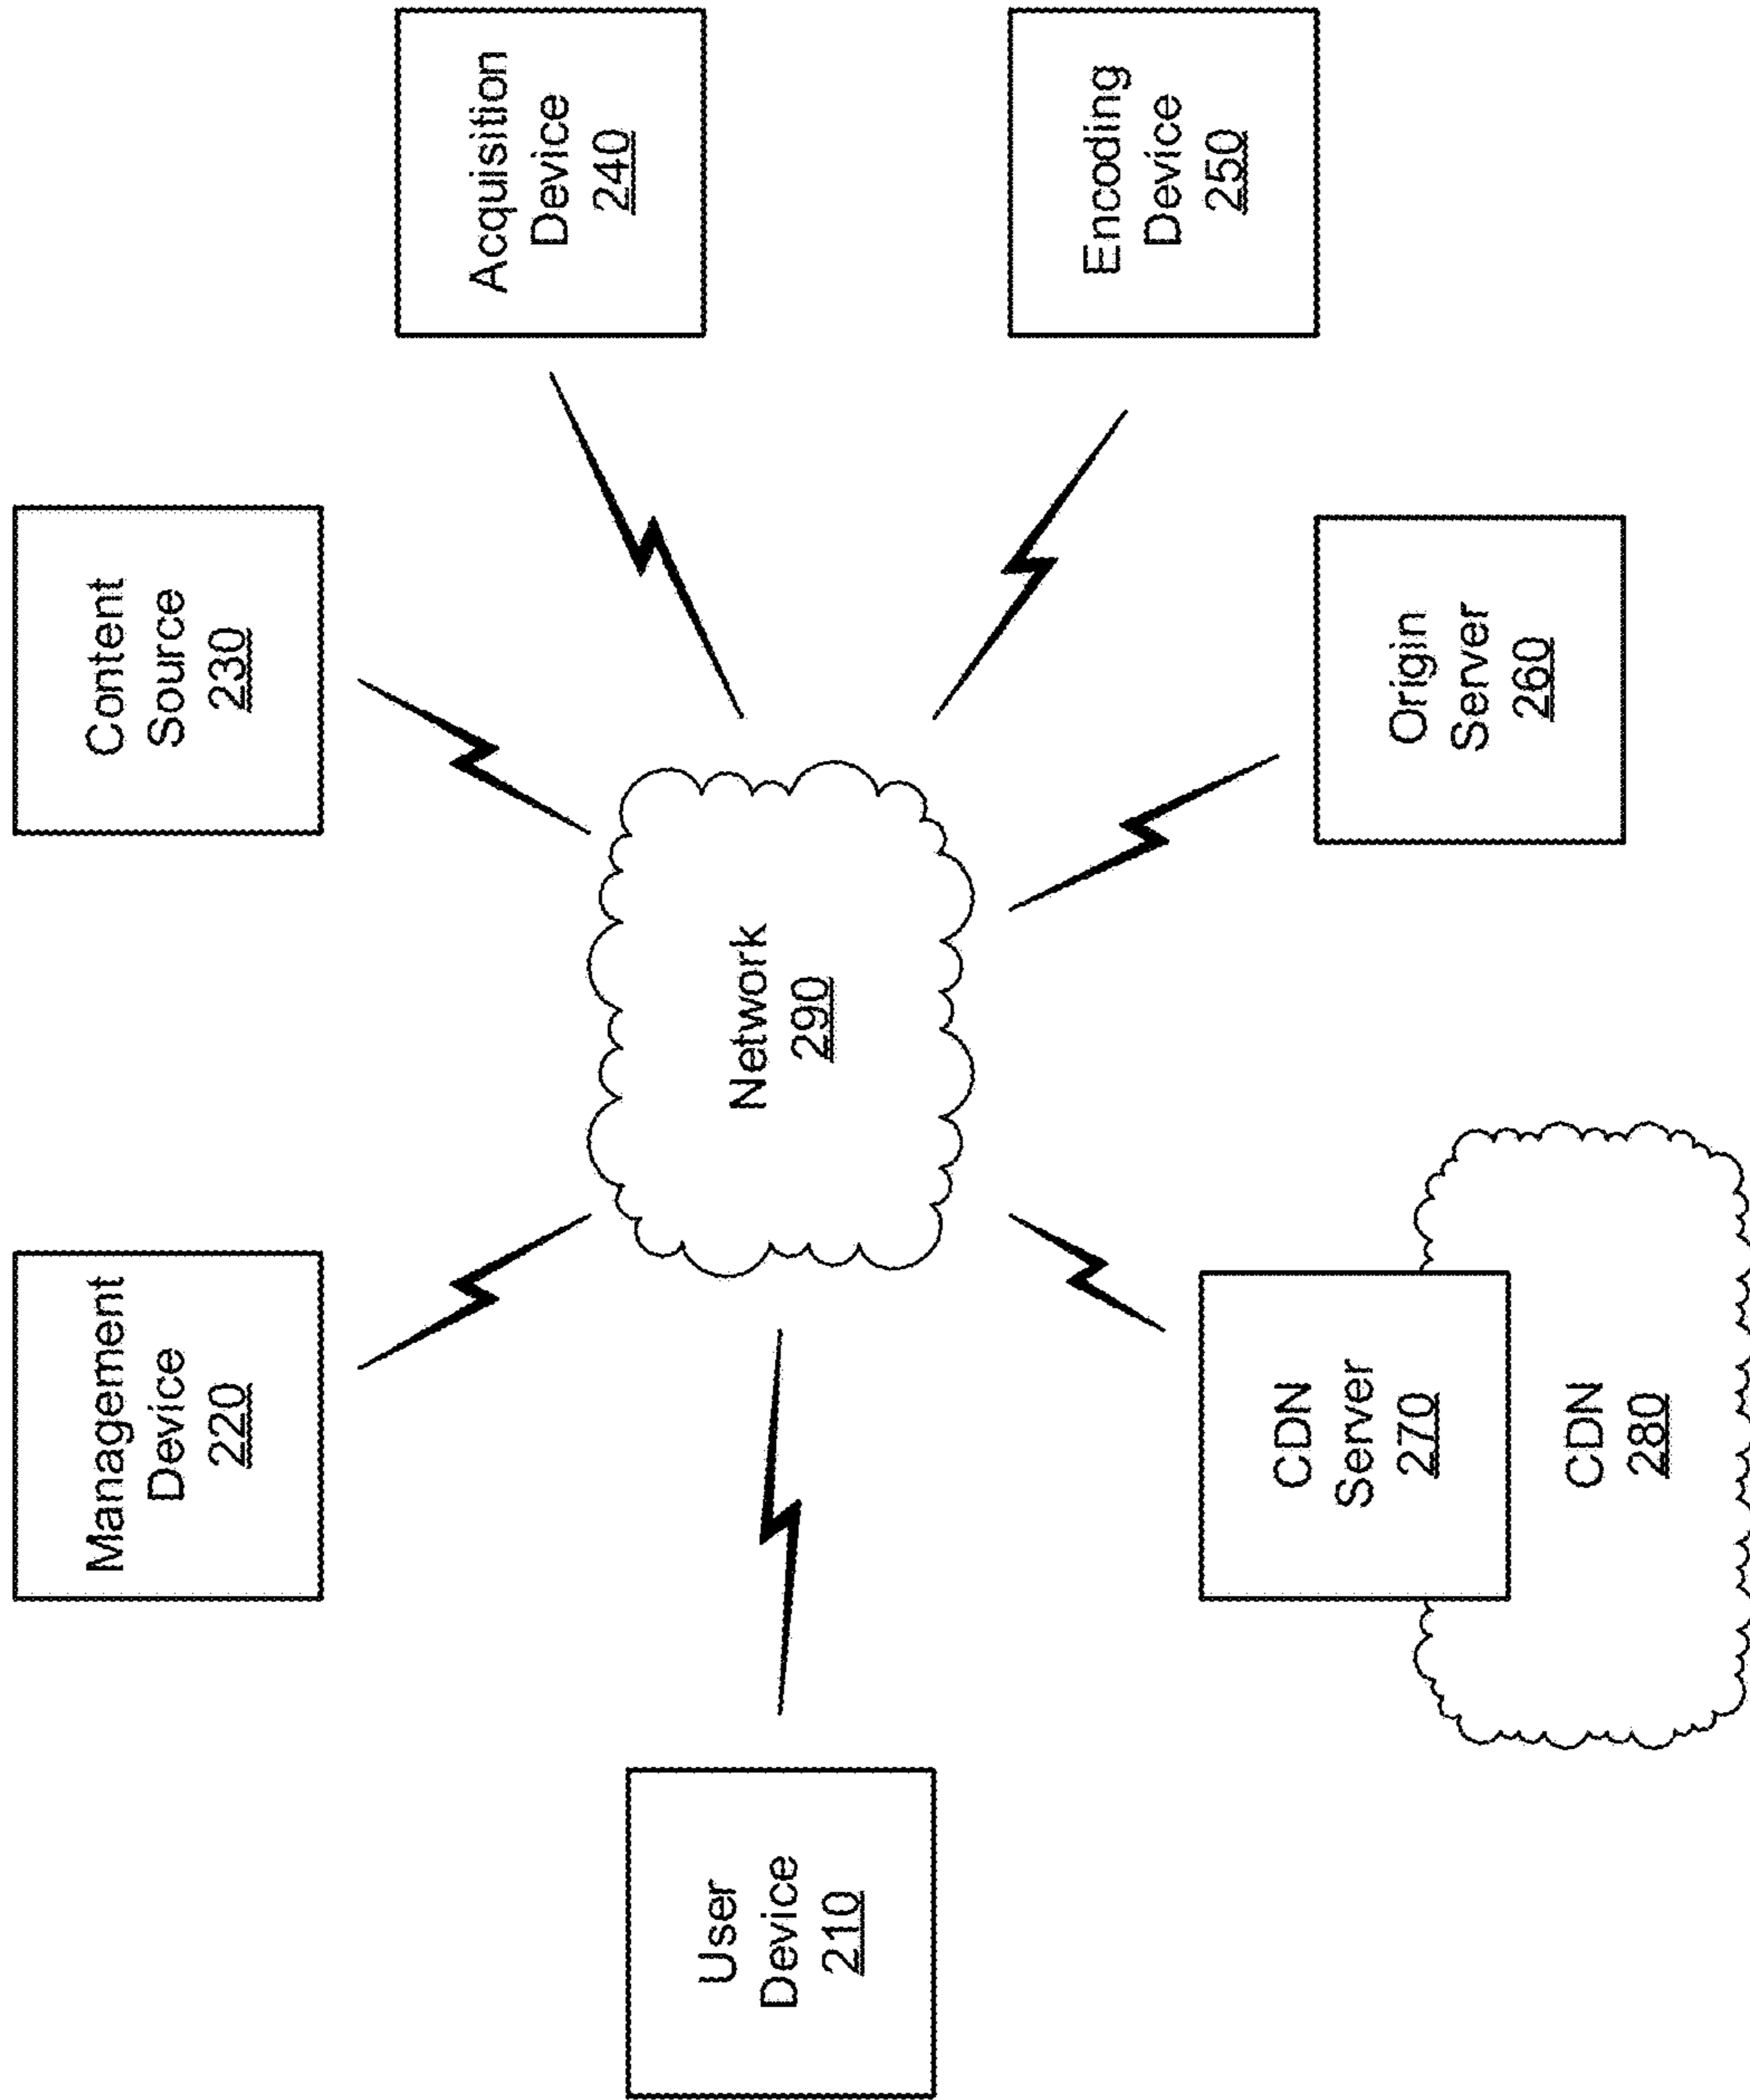 Management
Device
220
Content
Source
230
Acquisition
Device
240
User
Device
210
Network
290
Encoding
Device
250
CDN
Server
270
CDN
280
Origin
Server
260